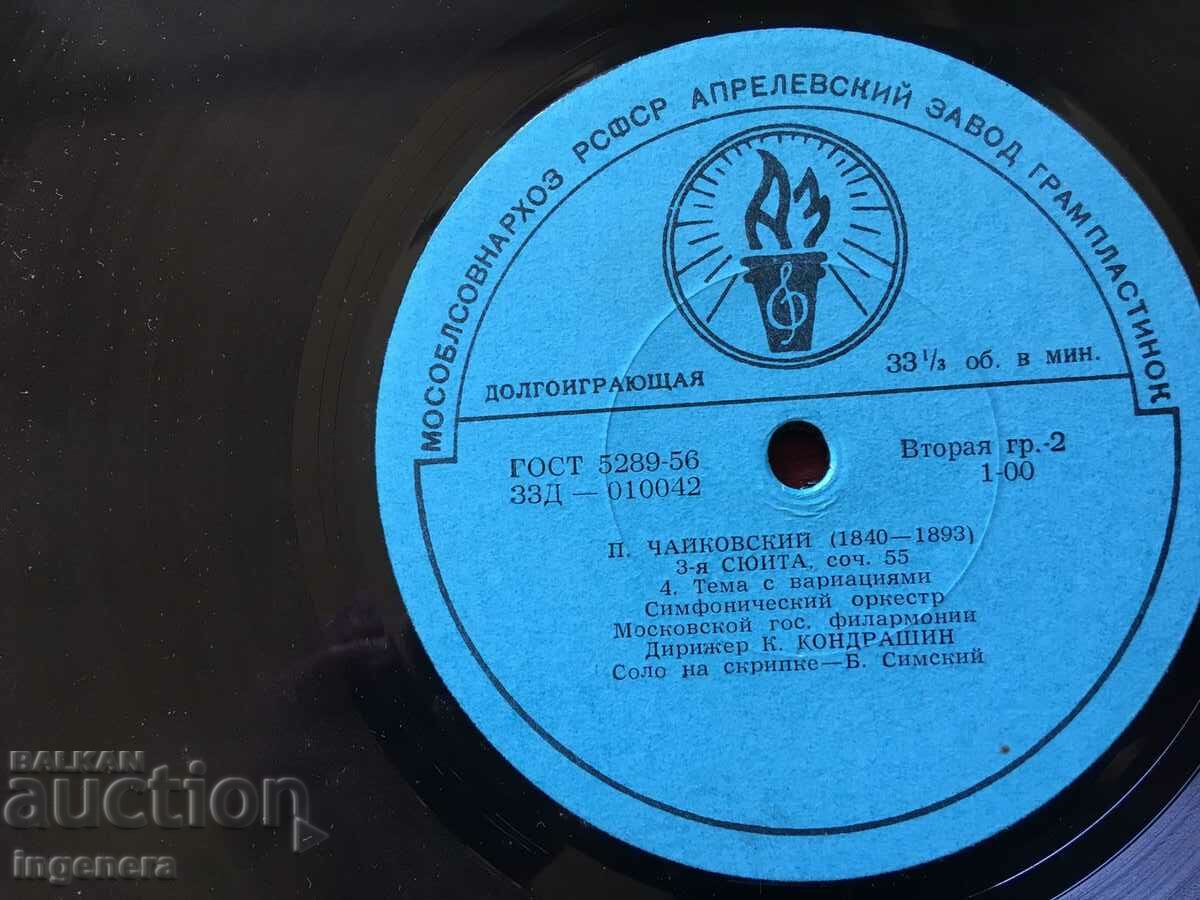 МОСОБЛСОВНАРХОЗ РСФСР АПРЕЛЕВСКИЙ ЗАВОД ГРАМПЛАСТИНОК
АЗ
ДОЛГОИГРАЮЩАЯ 33 1/3 об. в мин.
ГОСТ 5289-56 Вторая гр.-2
33Д — 010042 1-00
П. ЧАЙКОВСКИЙ (1840—1893)
3-я СЮИТА, соч. 55
4. Тема с вариациями
Симфонический оркестр
Московской гос. филармонии
Дирижер К. КОНДРАШИН
Соло на скрипке—Б. Симский
BALKAN
auction
ingenera